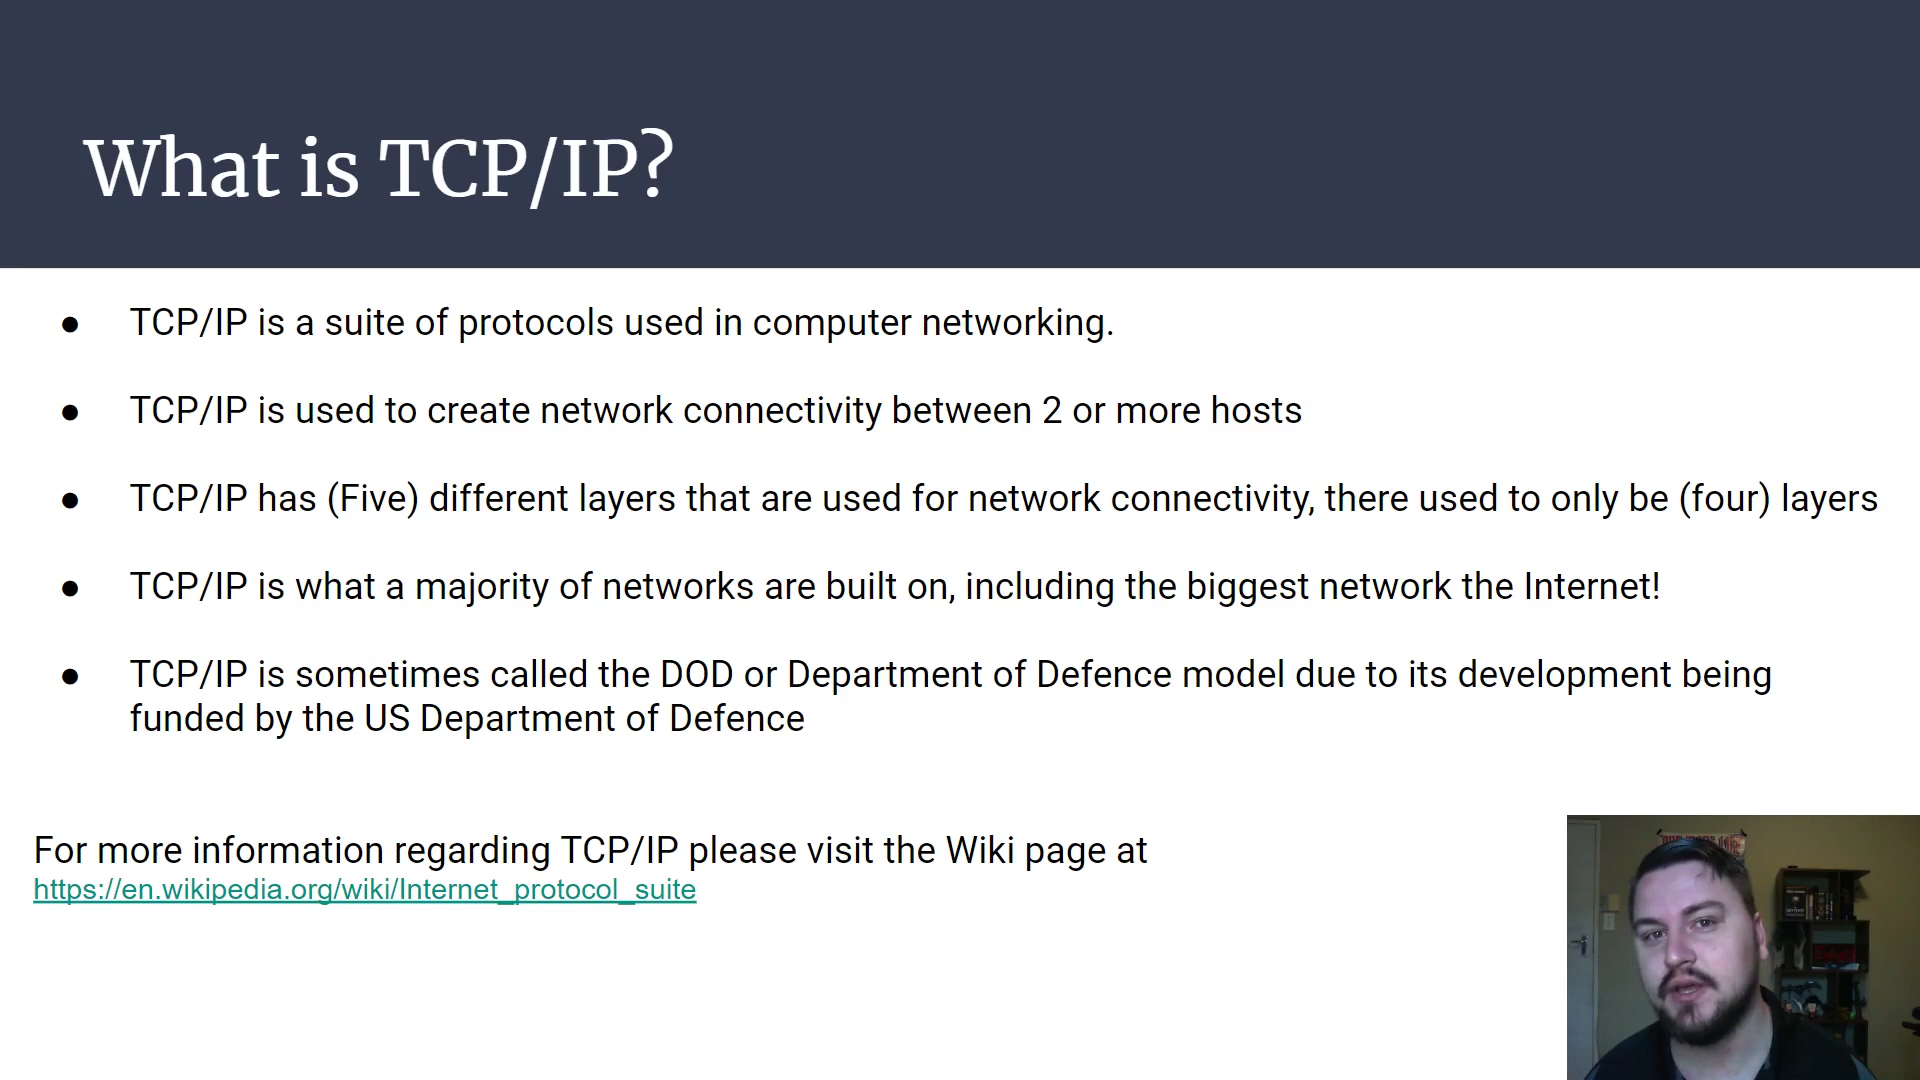 What is TCP/IP?
● TCP/IP is a suite of protocols used in computer networking.
● TCP/IP is used to create network connectivity between 2 or more hosts
● TCP/IP has (Five) different layers that are used for network connectivity, there used to only be (four) layers
● TCP/IP is what a majority of networks are built on, including the biggest network the Internet!
● TCP/IP is sometimes called the DOD or Department of Defence model due to its development being
funded by the US Department of Defence
For more information regarding TCP/IP please visit the Wiki page at
https://en.wikipedia.org/wiki/Internet_protocol_suite